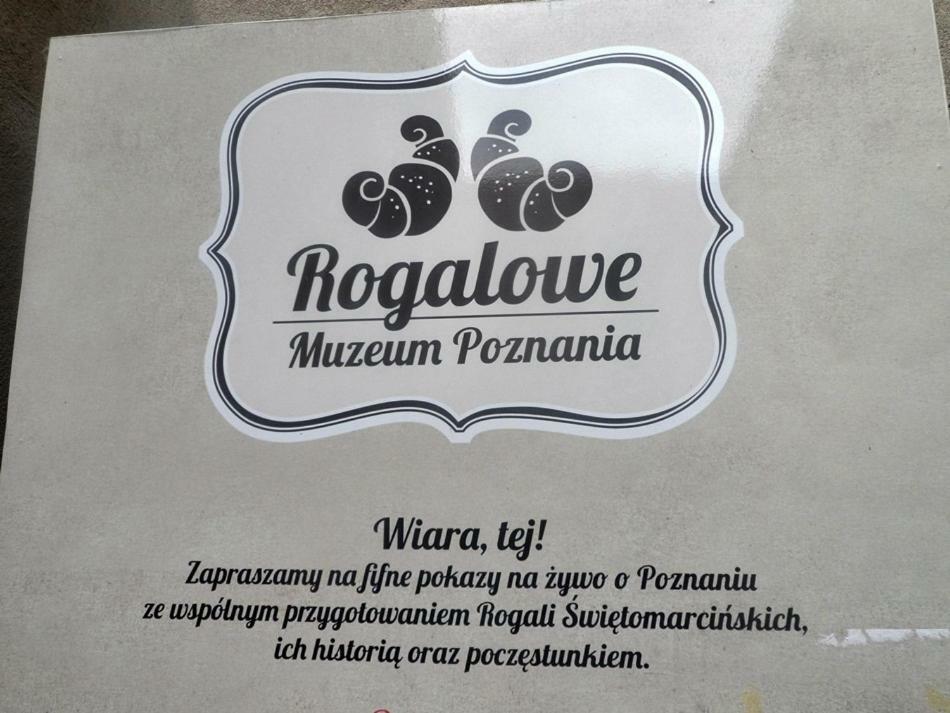 Rogalowe
Muzeum Poznania
Wiara, tej!
Zapraszamy na fifne pokazy na żywo o Poznaniu
ze wspólnym przygotowaniem Rogali Świętomarcińskich,
ich historią oraz poczęstunkiem.